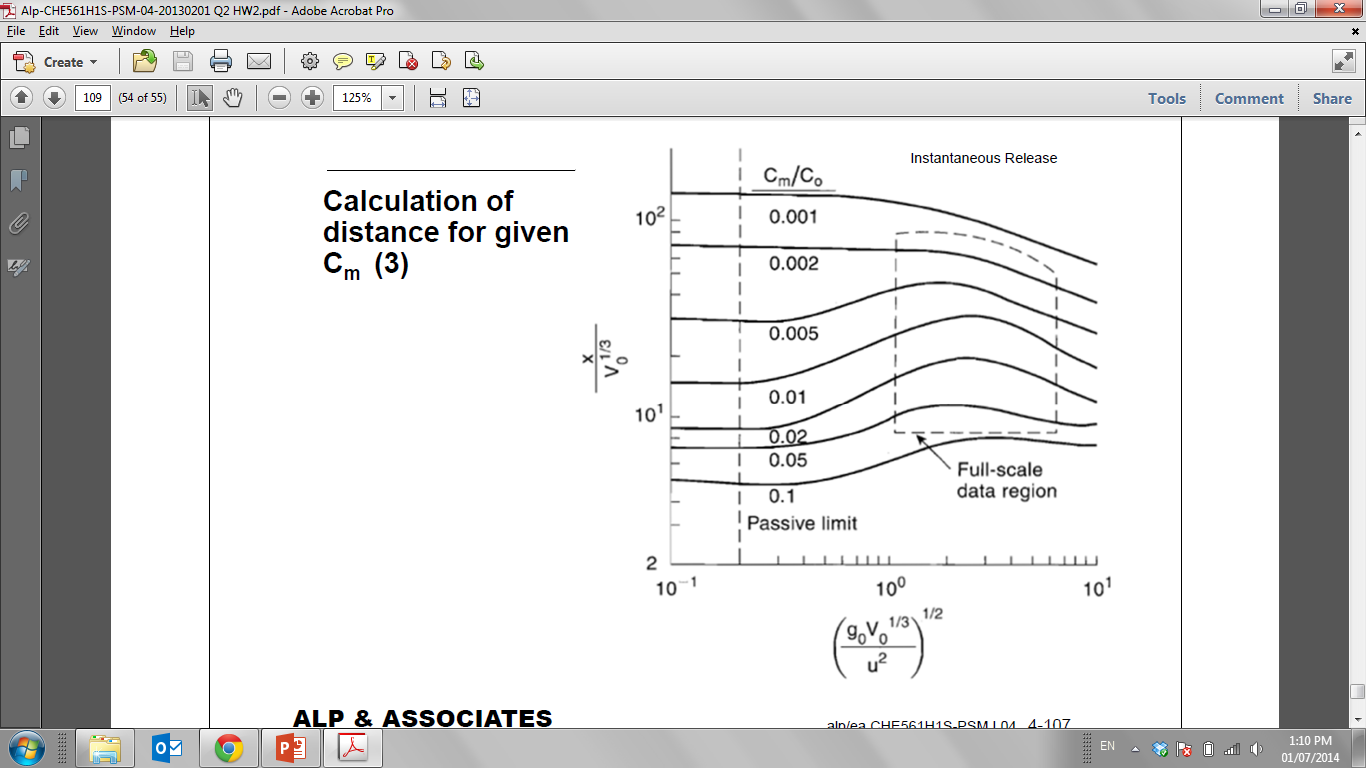 Alp-CHE561H1S-PSM-04-20130201 Q2 HW2.pdf - Adobe Acrobat Pro
File Edit View Window Help
Create
109 (54 of 55) 125% Tools Comment Share
Instantaneous Release
Calculation of
distance for given
Cm (3)
Cm/Co
10²
0.001
0.002
0.005
x
V0^1/3
0.01
10¹
0.02
0.05
0.1
Full-scale
data region
Passive limit
2
10⁻¹ 10⁰ 10¹
(g0V0^1/3 / u²)^1/2
ALP & ASSOCIATES
alp/ea CHE561H1S-PSM L04 4-107
EN
1:10 PM
01/07/2014